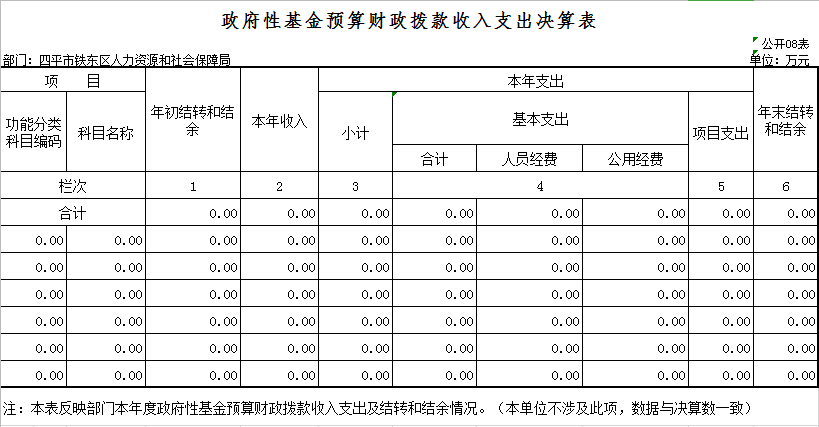 政府性基金预算财政拨款收入支出决算表
公开08表
部门：四平市铁东区人力资源和社会保障局 单位：万元
项 目 年初结转和结余 本年收入 本年支出 年末结转和结余
功能分类科目编码 科目名称 小计 基本支出 项目支出
合计 人员经费 公用经费
栏次 1 2 3 4 5 6
合计 0.00 0.00 0.00 0.00 0.00 0.00 0.00 0.00
0.00 0.00 0.00 0.00 0.00 0.00 0.00 0.00 0.00 0.00
0.00 0.00 0.00 0.00 0.00 0.00 0.00 0.00 0.00 0.00
0.00 0.00 0.00 0.00 0.00 0.00 0.00 0.00 0.00 0.00
0.00 0.00 0.00 0.00 0.00 0.00 0.00 0.00 0.00 0.00
0.00 0.00 0.00 0.00 0.00 0.00 0.00 0.00 0.00 0.00
0.00 0.00 0.00 0.00 0.00 0.00 0.00 0.00 0.00 0.00
注：本表反映部门本年度政府性基金预算财政拨款收入支出及结转和结余情况。（本单位不涉及此项，数据与决算数一致）